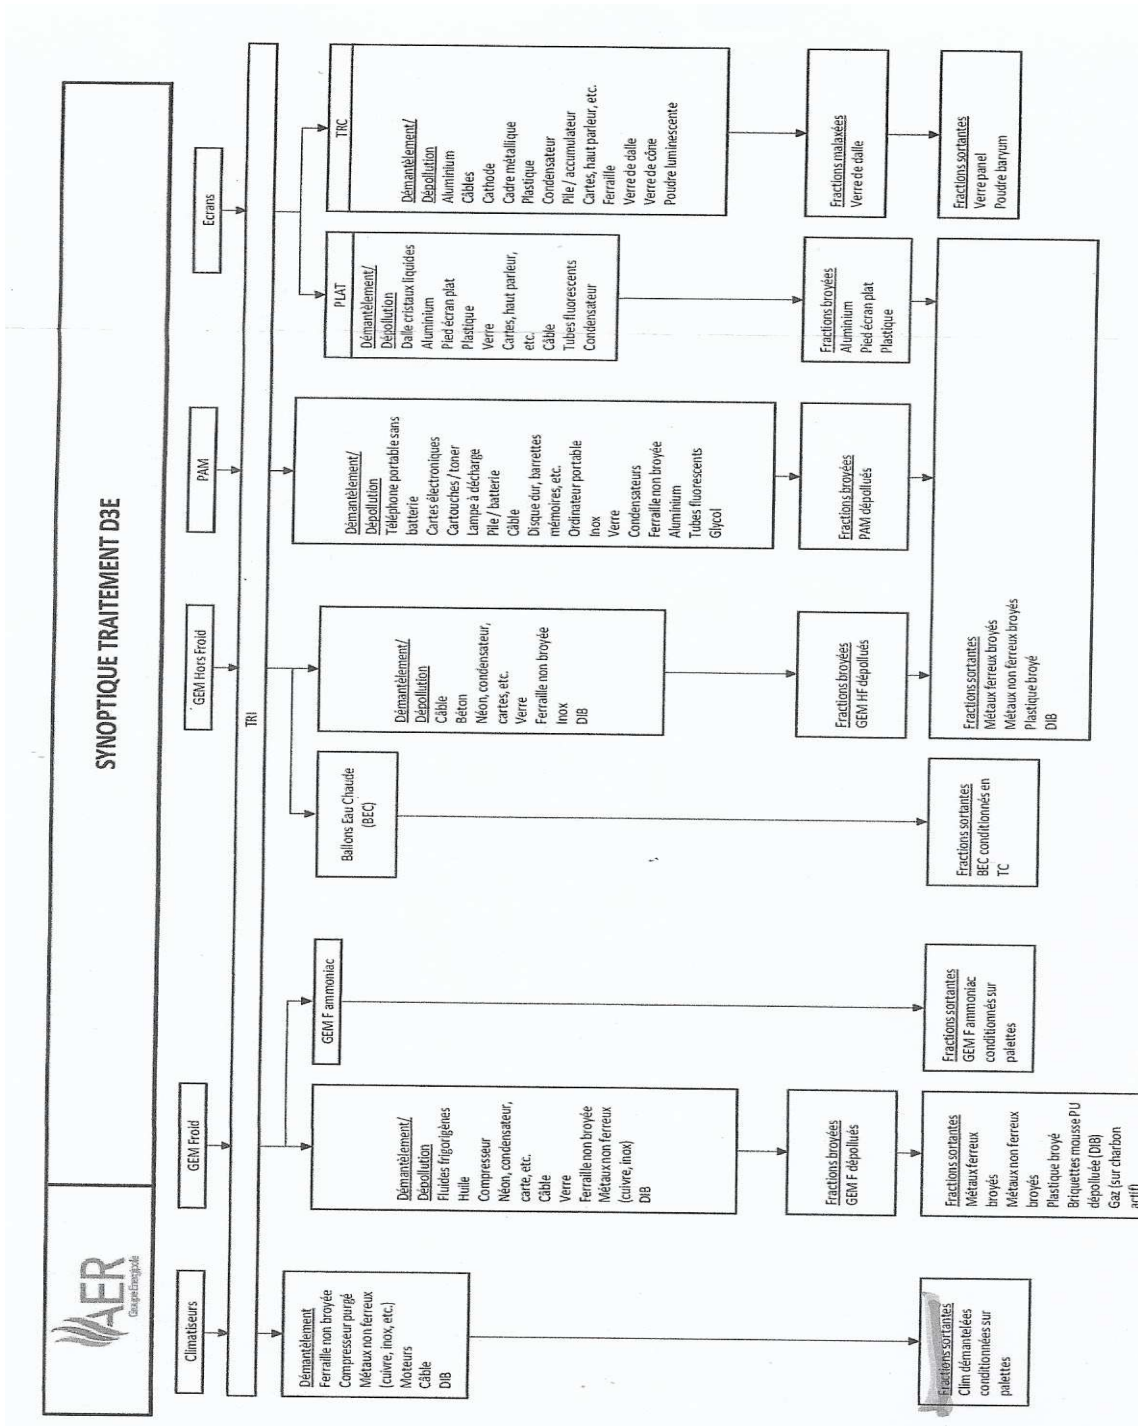 AER
Groupe Energipole
SYNOPTIQUE TRAITEMENT D3E
Climatiseurs
GEM Froid
GEM Hors Froid
PAM
Ecrans
TRI
Démantèlement
Ferraille non broyée
Compresseur purgé
Métaux non ferreux
(cuivre, inox, etc.)
Moteurs
Câble
DIB
Démantèlement/
Dépollution
Fluides frigorigènes
Huile
Compresseur
Néon, condensateur,
carte, etc.
Câble
Verre
Ferraille non broyée
Métaux non ferreux
(cuivre, inox)
DIB
GEM F ammoniac
Ballons Eau Chaude
(BEC)
Démantèlement/
Dépollution
Câble
Béton
Néon, condensateur,
cartes, etc.
Verre
Ferraille non broyée
Inox
DIB
Démantèlement/
Dépollution
Téléphone portable sans
batterie
Cartes électroniques
Cartouches / toner
Lampe à décharge
Pile / batterie
Câble
Disque dur, barrettes
mémoires, etc.
Ordinateur portable
Inox
Verre
Condensateurs
Ferraille non broyée
Aluminium
Tubes fluorescents
Glycol
PLAT
Démantèlement/
Dépollution
Dalle cristaux liquides
Aluminium
Pied écran plat
Plastique
Verre
Cartes, haut parleur,
etc.
Câble
Tubes fluorescents
Condensateur
TRC
Démantèlement/
Dépollution
Aluminium
Câbles
Cathode
Cadre métallique
Plastique
Condensateur
Pile / accumulateur
Cartes, haut parleur, etc.
Ferraille
Verre de dalle
Verre de cône
Poudre luminescente
Fractions broyées
GEM F dépollués
Fractions broyées
GEM HF dépollués
Fractions broyées
PAM dépollués
Fractions broyées
Aluminium
Pied écran plat
Plastique
Fractions malaxées
Verre de dalle
Fractions sortantes
Clim démantelées
conditionnées sur
palettes
Fractions sortantes
Métaux ferreux
broyés
Métaux non ferreux
broyés
Plastique broyé
Briquettes mousse PU
dépolluée (DIB)
Gaz (sur charbon
actif)
Fractions sortantes
GEM F ammoniac
conditionnés sur
palettes
Fractions sortantes
BEC conditionnés en
TC
Fractions sortantes
Métaux ferreux broyés
Métaux non ferreux broyés
Plastique broyé
DIB
Fractions sortantes
Verre panel
Poudre baryum